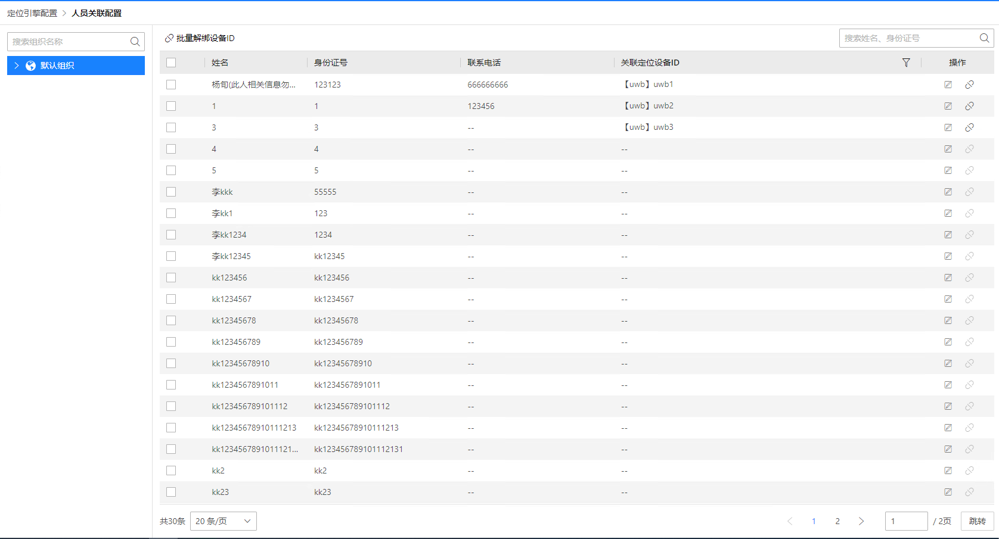 定位引擎配置 > 人员关联配置
搜索组织名称
默认组织
批量解绑设备ID
搜索姓名、身份证号
姓名 身份证号 联系电话 关联定位设备ID 操作
杨旬(此人相关信息勿... 123123 666666666 【uwb】uwb1
1 1 123456 【uwb】uwb2
3 3 -- 【uwb】uwb3
4 4 -- --
5 5 -- --
李kkk 55555 -- --
李kk1 123 -- --
李kk1234 1234 -- --
李kk12345 kk12345 -- --
kk123456 kk123456 -- --
kk1234567 kk1234567 -- --
kk12345678 kk12345678 -- --
kk123456789 kk123456789 -- --
kk12345678910 kk12345678910 -- --
kk1234567891011 kk1234567891011 -- --
kk123456789101112 kk123456789101112 -- --
kk12345678910111213 kk12345678910111213 -- --
kk1234567891011121... kk123456789101112131 -- --
kk2 kk2 -- --
kk23 kk23 -- --
共30条 20 条/页 < 1 2 > 1 / 2页 跳转